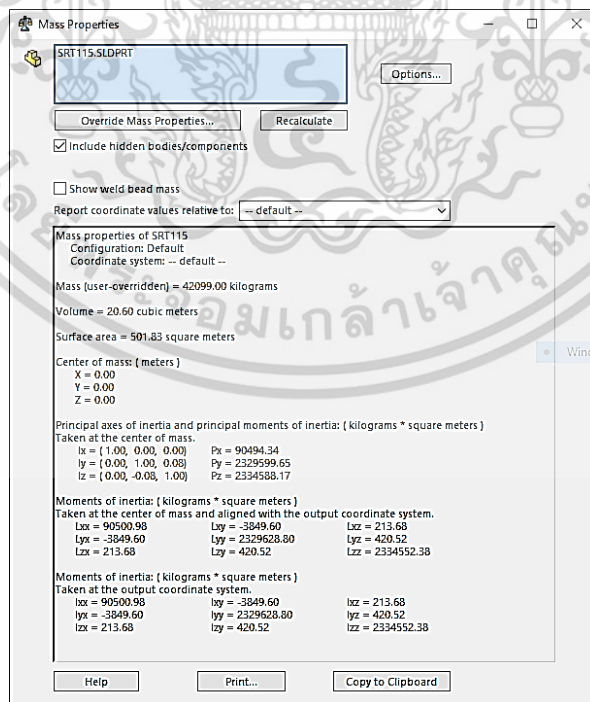 Mass Properties
SRT115.SLDPRT
Options...
Override Mass Properties... Recalculate
Include hidden bodies/components
Show weld bead mass
Report coordinate values relative to: -- default --
Mass properties of SRT115
Configuration: Default
Coordinate system: -- default --
Mass (user-overridden) = 42099.00 kilograms
Volume = 20.60 cubic meters
Surface area = 501.83 square meters
Center of mass: ( meters )
X = 0.00
Y = 0.00
Z = 0.00
Principal axes of inertia and principal moments of inertia: ( kilograms * square meters )
Taken at the center of mass.
Ix = ( 1.00, 0.00, 0.00) Px = 90494.34
Iy = ( 0.00, 1.00, 0.08) Py = 2329599.65
Iz = ( 0.00, -0.08, 1.00) Pz = 2334588.17
Moments of inertia: ( kilograms * square meters )
Taken at the center of mass and aligned with the output coordinate system.
Lxx = 90500.98 Lxy = -3849.60 Lxz = 213.68
Lyx = -3849.60 Lyy = 2329628.80 Lyz = 420.52
Lzx = 213.68 Lzy = 420.52 Lzz = 2334552.38
Moments of inertia: ( kilograms * square meters )
Taken at the output coordinate system.
Ixx = 90500.98 Ixy = -3849.60 Ixz = 213.68
Iyx = -3849.60 Iyy = 2329628.80 Iyz = 420.52
Izx = 213.68 Izy = 420.52 Izz = 2334552.38
Help Print... Copy to Clipboard